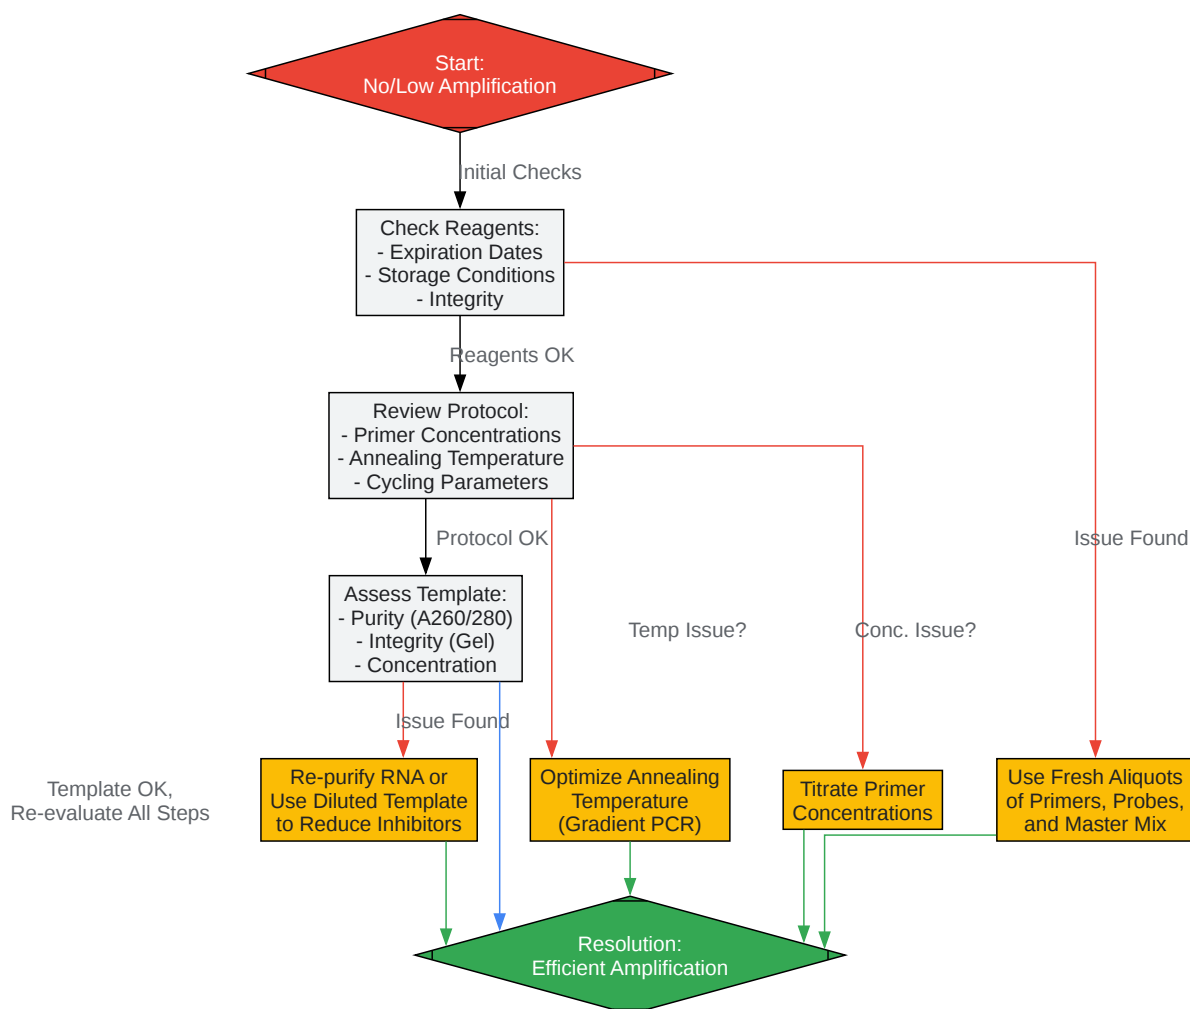 Start:
No/Low Amplification
Initial Checks
Check Reagents:
- Expiration Dates
- Storage Conditions
- Integrity
Reagents OK
Review Protocol:
- Primer Concentrations
- Annealing Temperature
- Cycling Parameters
Protocol OK
Issue Found
Assess Template:
- Purity (A260/280)
- Integrity (Gel)
- Concentration
Temp Issue?
Conc. Issue?
Issue Found
Template OK,
Re-evaluate All Steps
Re-purify RNA or
Use Diluted Template
to Reduce Inhibitors
Optimize Annealing
Temperature
(Gradient PCR)
Titrate Primer
Concentrations
Use Fresh Aliquots
of Primers, Probes,
and Master Mix
Resolution:
Efficient Amplification